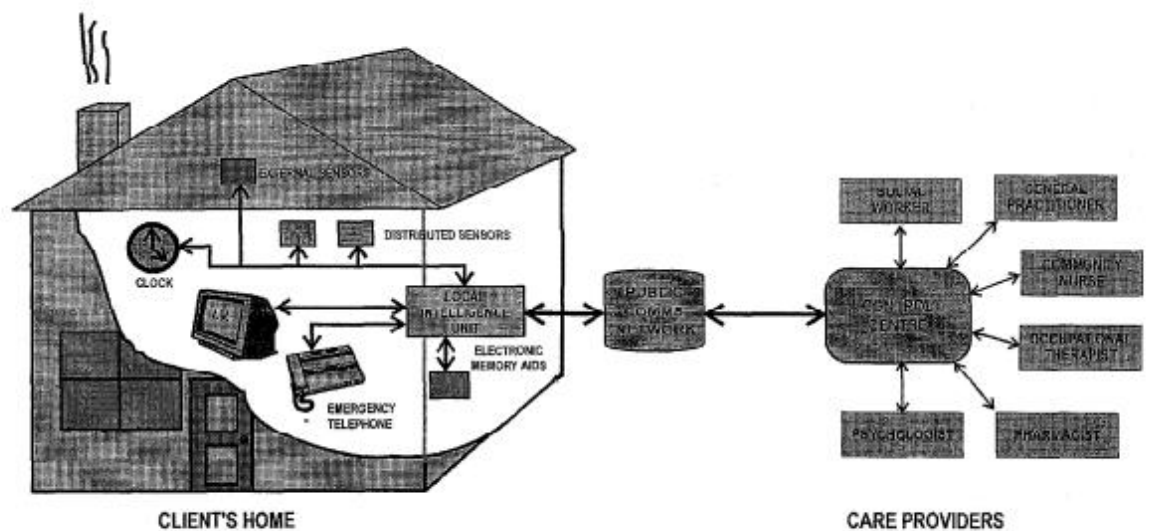 EXTERNAL SENSORS
DISTRIBUTED SENSORS
CLOCK
LOCAL
INTELLIGENCE
UNIT
ELECTRONIC
MEMORY AIDS
EMERGENCY
TELEPHONE
CLIENT'S HOME
PUBLIC
COMMS
NETWORK
SOCIAL
WORKER
GENERAL
PRACTITIONER
COMMUNITY
NURSE
CONTROL
CENTRE
OCCUPATIONAL
THERAPIST
PSYCHOLOGIST
PHARMACIST
CARE PROVIDERS